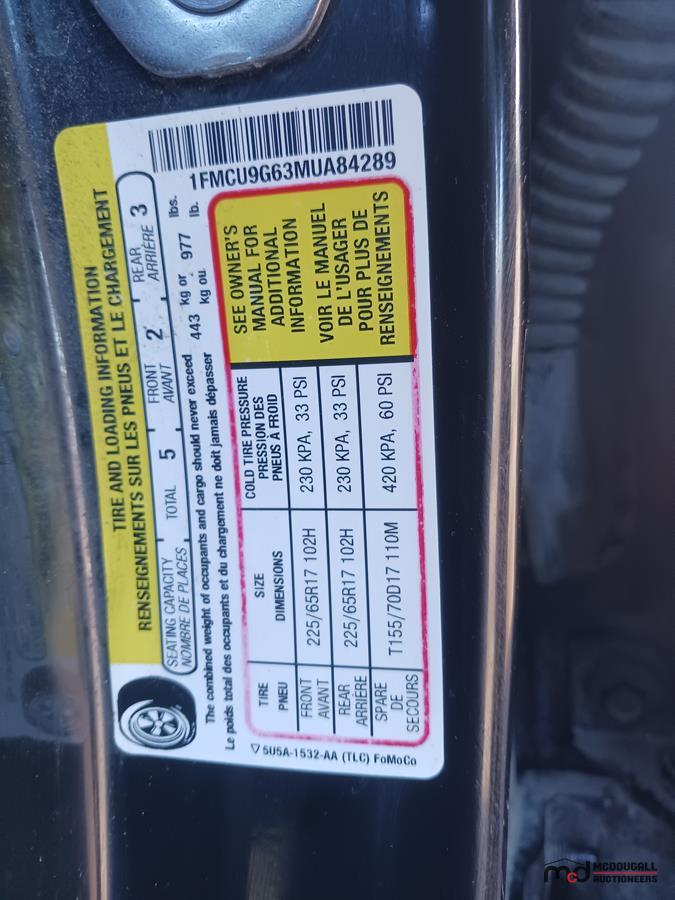 1FMCU9G63MUA84289
TIRE AND LOADING INFORMATION
RENSEIGNEMENTS SUR LES PNEUS ET LE CHARGEMENT
SEATING CAPACITY TOTAL 5 FRONT 2 REAR 3
NOMBRE DE PLACES AVANT ARRIÈRE
The combined weight of occupants and cargo should never exceed 443 kg or 977 lbs.
Le poids total des occupants et du chargement ne doit jamais dépasser kg ou. lb.
TIRE SIZE COLD TIRE PRESSURE
PNEU DIMENSIONS PRESSION DES
PNEUS À FROID
FRONT 225/65R17 102H 230 KPA, 33 PSI
AVANT
REAR 225/65R17 102H 230 KPA, 33 PSI
ARRIÈRE
SPARE T155/70D17 110M 420 KPA, 60 PSI
DE
SECOURS
SEE OWNER'S
MANUAL FOR
ADDITIONAL
INFORMATION
VOIR LE MANUEL
DE L'USAGER
POUR PLUS DE
RENSEIGNEMENTS
5U5A-1532-AA (TLC) FoMoCo
mcd MCDOUGALL
AUCTIONEERS